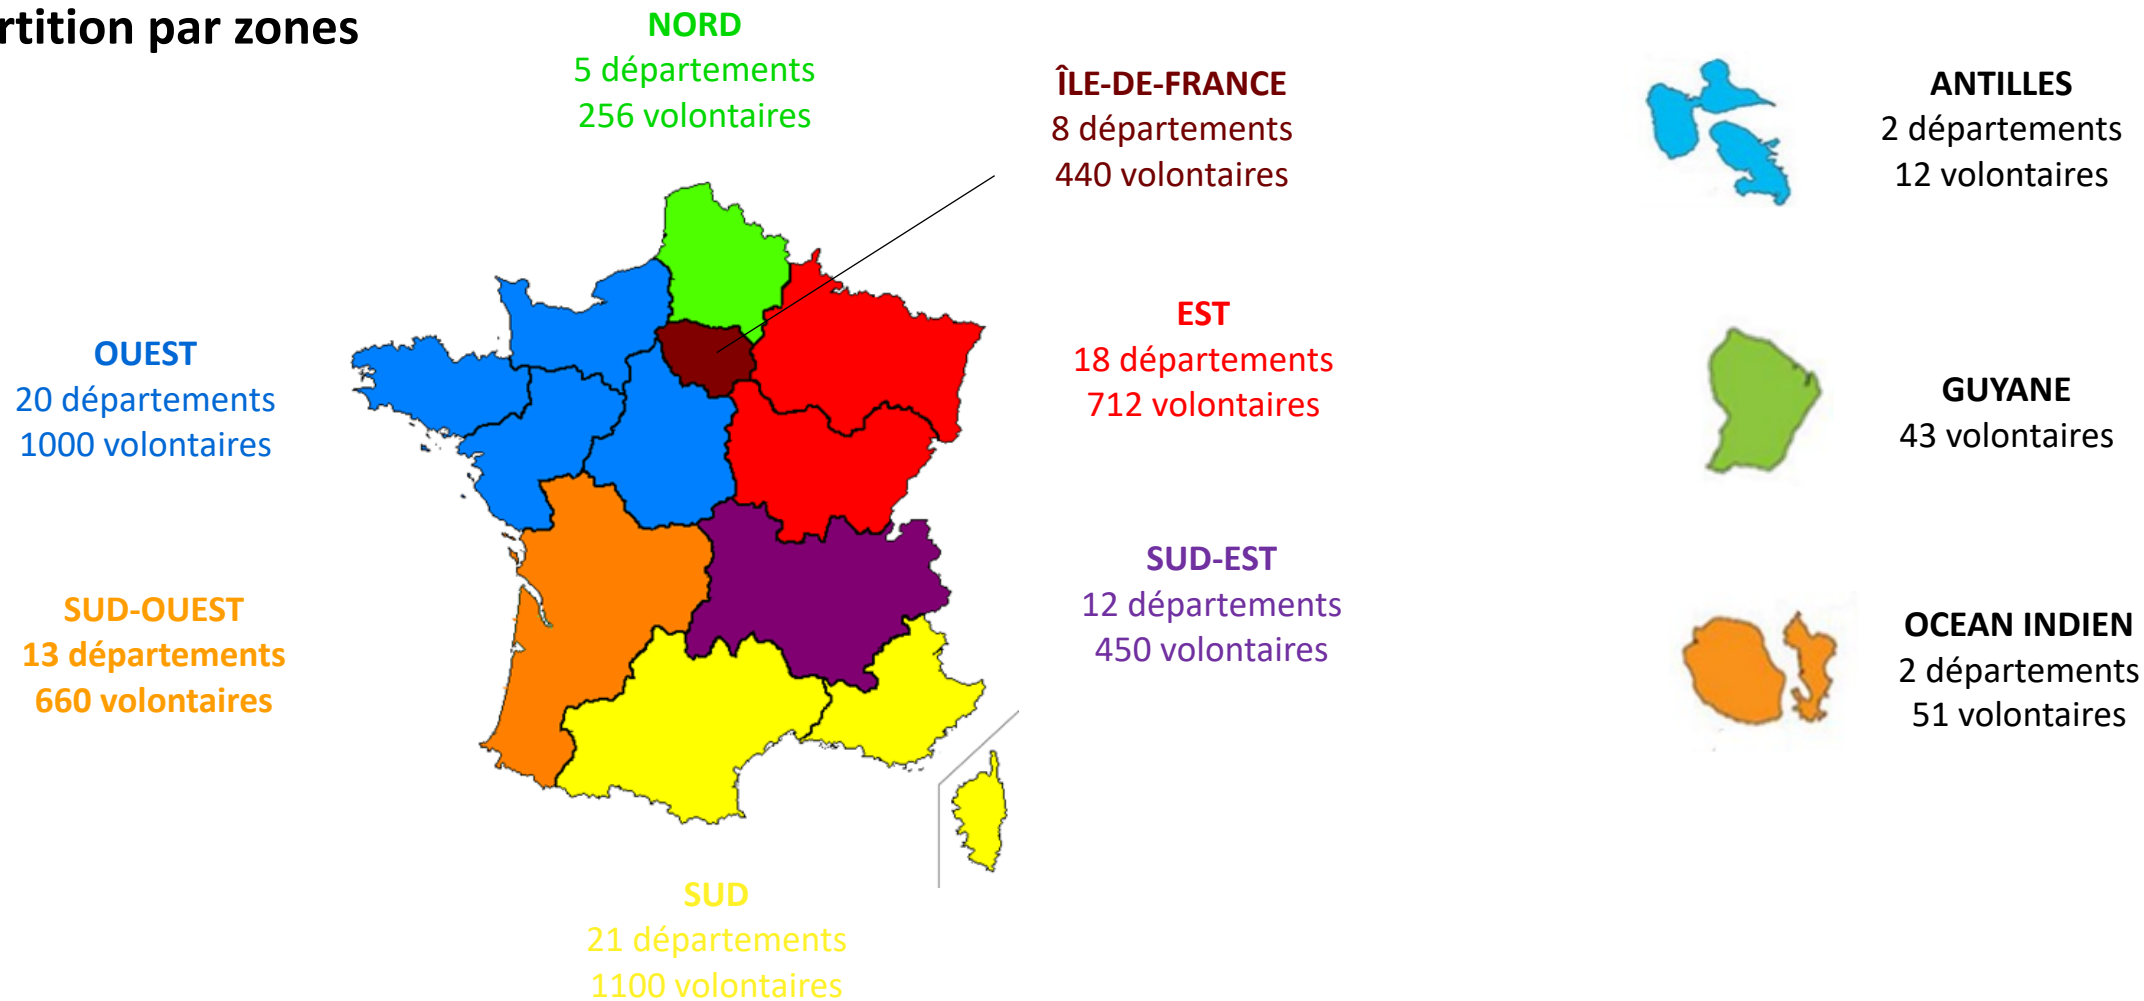 rtition par zones
NORD
5 départements
256 volontaires
ÎLE-DE-FRANCE
8 départements
440 volontaires
ANTILLES
2 départements
12 volontaires
OUEST
20 départements
1000 volontaires
EST
18 départements
712 volontaires
GUYANE
43 volontaires
SUD-OUEST
13 départements
660 volontaires
SUD-EST
12 départements
450 volontaires
OCEAN INDIEN
2 départements
51 volontaires
SUD
21 départements
1100 volontaires